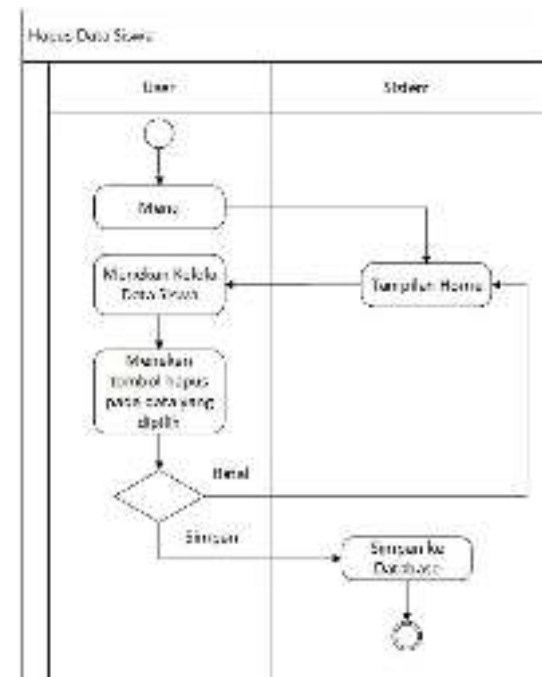 Hapus Data Siswa
User
Sistem
Menu
Menekan Kelola
Data Siswa
Tampilan Home
Menekan
tombol hapus
pada data yang
dipilih
Batal
Simpan
Simpan ke
Database